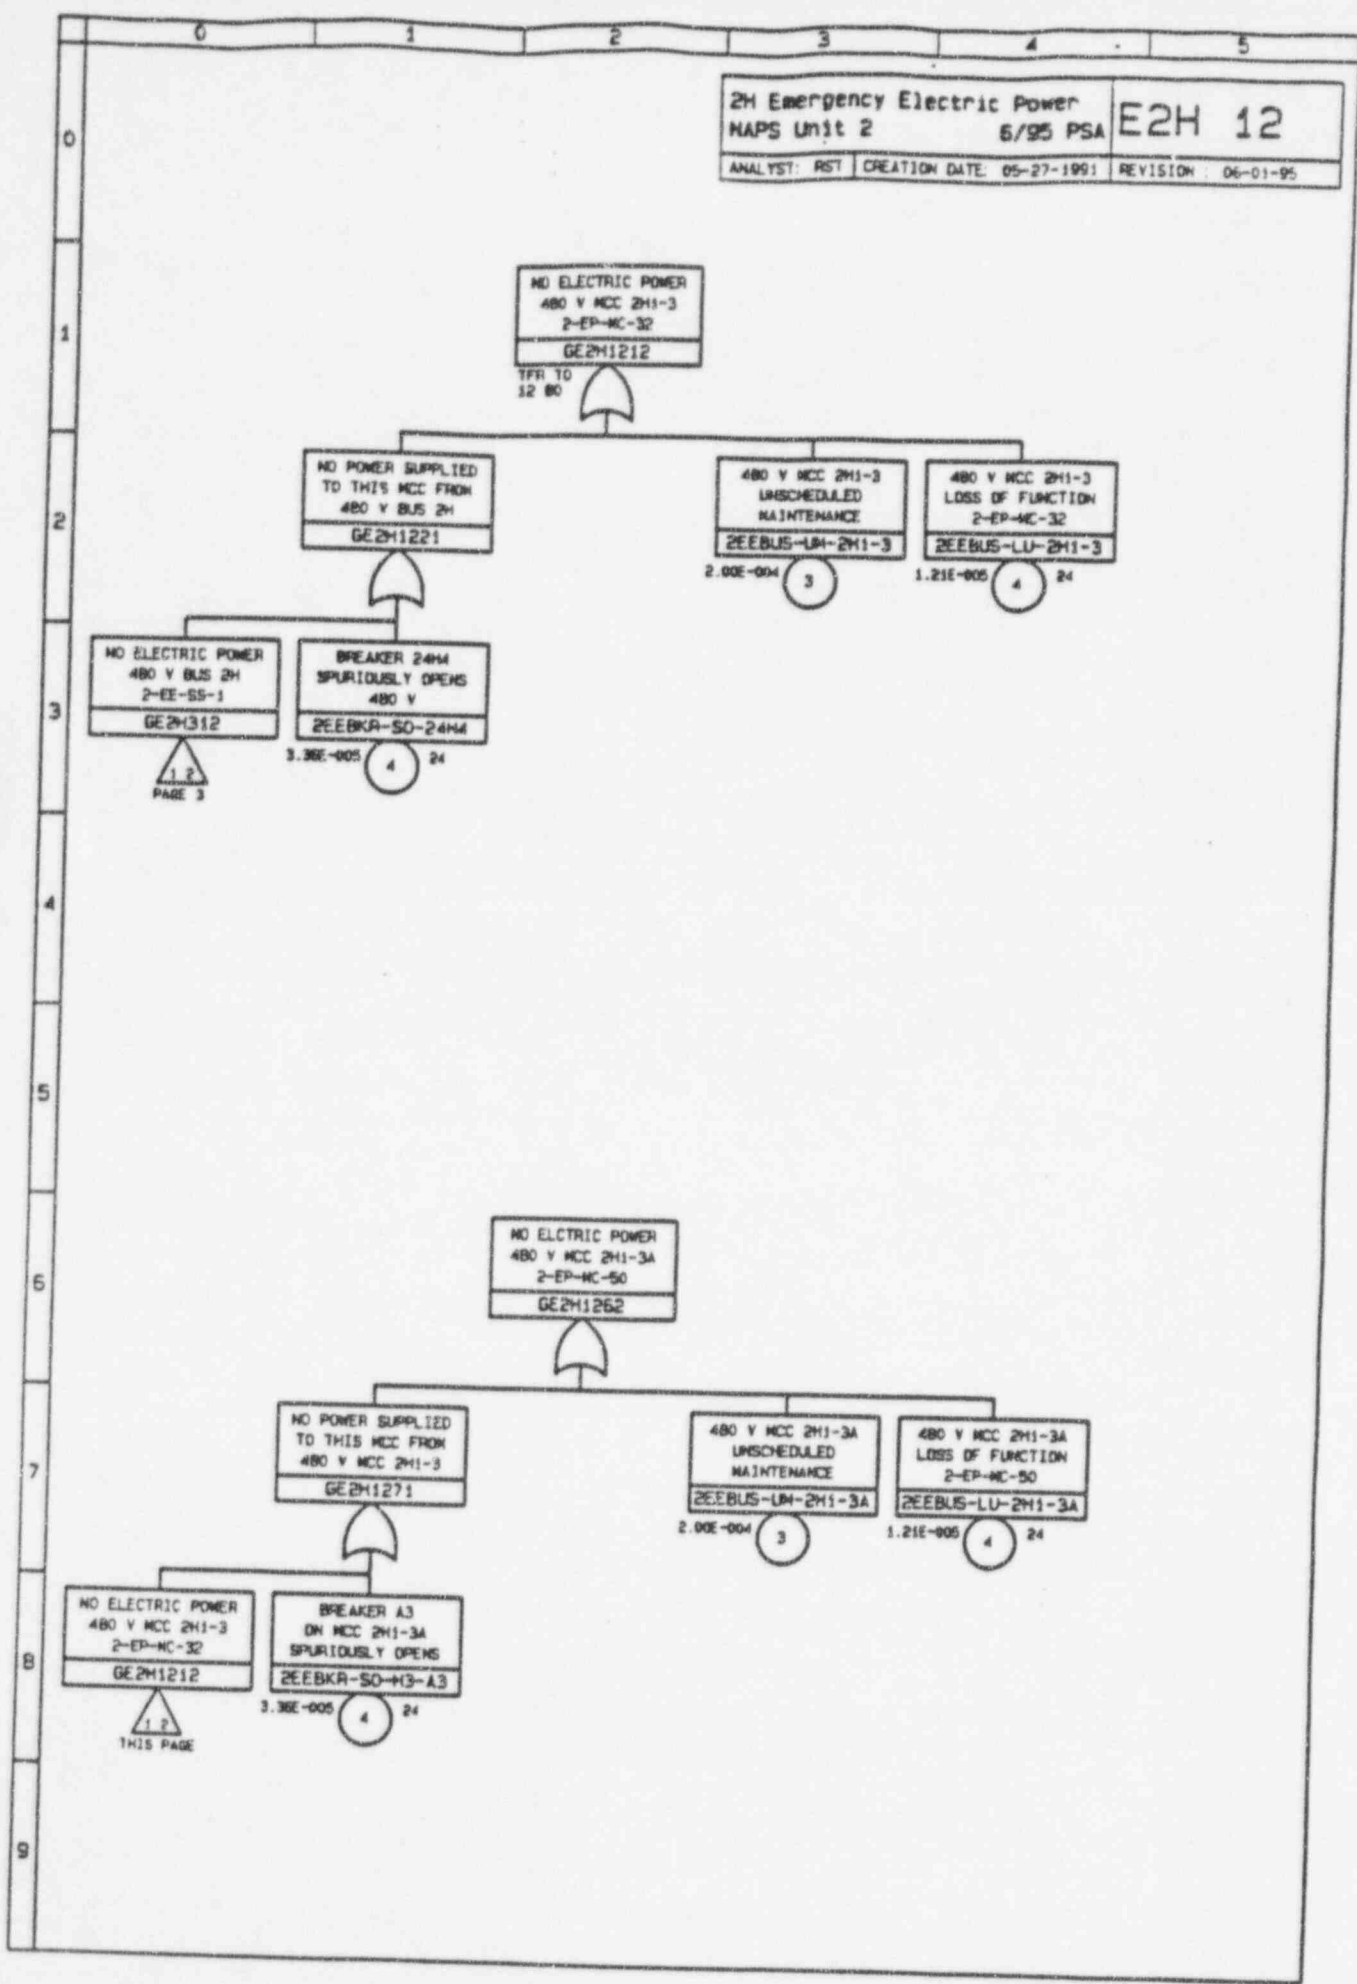 0 1 2 3 4 5
2H Emergency Electric Power
NAPS Unit 2 6/95 PSA
E2H 12
ANALYST: RST CREATION DATE: 05-27-1991 REVISION : 06-01-95
0
1
2
3
4
5
6
7
8
9
NO ELECTRIC POWER
480 V MCC 2H1-3
2-EP-MC-32
GE2H1212
TFR TO
12 80
NO POWER SUPPLIED
TO THIS MCC FROM
480 V BUS 2H
GE2H1221
480 V MCC 2H1-3
UNSCHEDULED
MAINTENANCE
2EEBUS-UM-2H1-3
2.00E-004 3
480 V MCC 2H1-3
LOSS OF FUNCTION
2-EP-MC-32
2EEBUS-LU-2H1-3
1.21E-005 4 24
NO ELECTRIC POWER
480 V BUS 2H
2-EE-SS-1
GE2H312
1 2
PAGE 3
BREAKER 24H4
SPURIOUSLY OPENS
480 V
2EEBKR-SO-24H4
3.36E-005 4 24
NO ELCTRIC POWER
480 V MCC 2H1-3A
2-EP-MC-50
GE2H1262
NO POWER SUPPLIED
TO THIS MCC FROM
480 V MCC 2H1-3
GE2H1271
480 V MCC 2H1-3A
UNSCHEDULED
MAINTENANCE
2EEBUS-UM-2H1-3A
2.00E-004 3
480 V MCC 2H1-3A
LOSS OF FUNCTION
2-EP-MC-50
2EEBUS-LU-2H1-3A
1.21E-005 4 24
NO ELECTRIC POWER
480 V MCC 2H1-3
2-EP-MC-32
GE2H1212
1 2
THIS PAGE
BREAKER A3
ON MCC 2H1-3A
SPURIOUSLY OPENS
2EEBKR-SO-H3-A3
3.36E-005 4 24